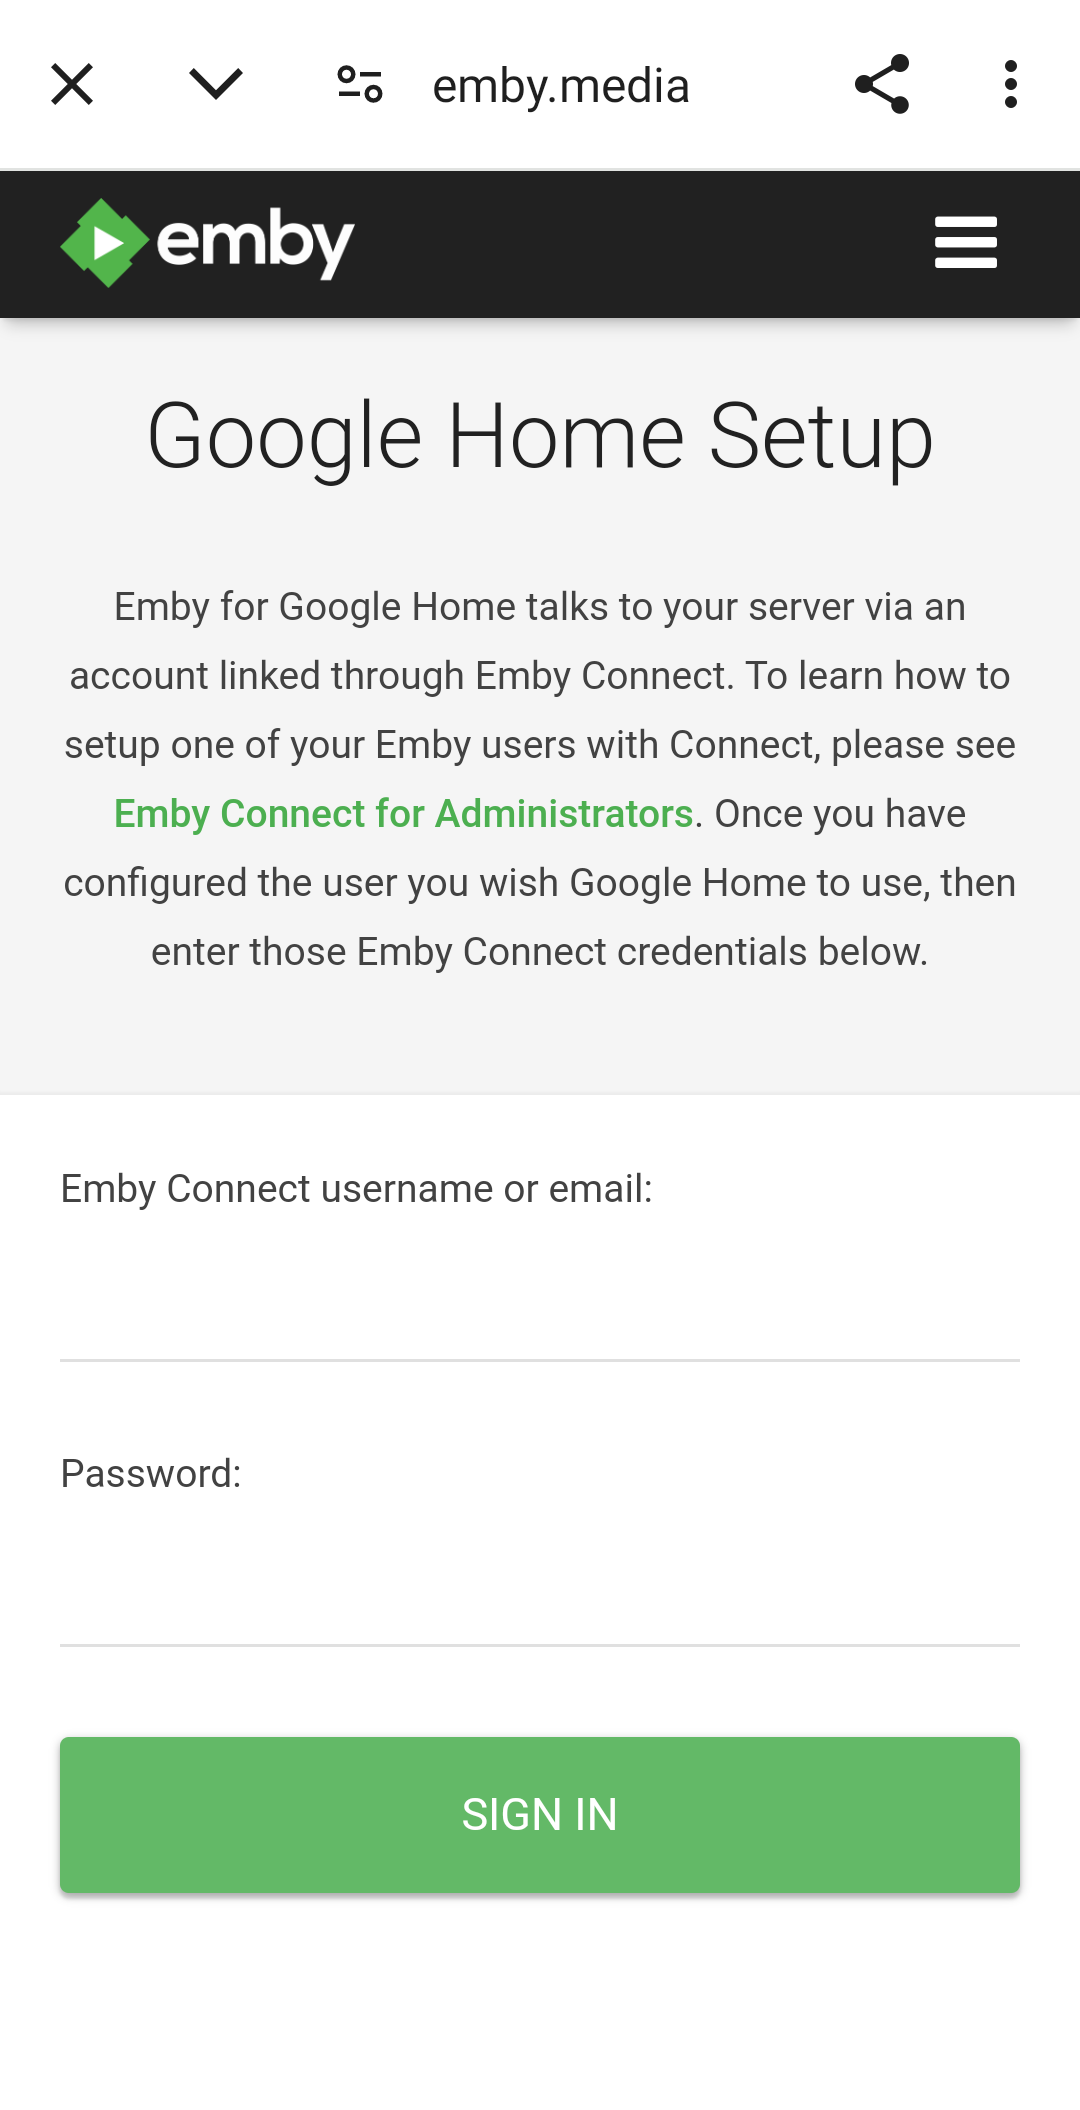 emby.media
emby
Google Home Setup
Emby for Google Home talks to your server via an
account linked through Emby Connect. To learn how to
setup one of your Emby users with Connect, please see
Emby Connect for Administrators. Once you have
configured the user you wish Google Home to use, then
enter those Emby Connect credentials below.
Emby Connect username or email:
Password:
SIGN IN